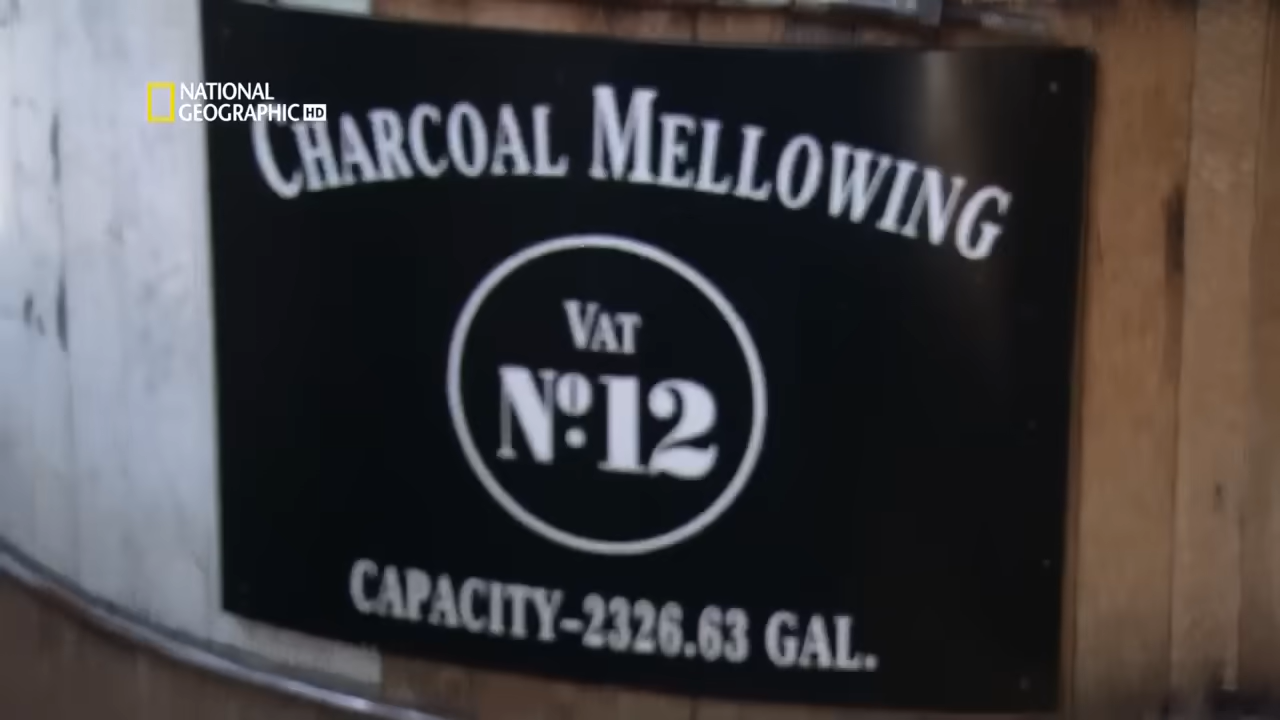 NATIONAL
GEOGRAPHIC HD
CHARCOAL MELLOWING
VAT
Nº12
CAPACITY-2326.63 GAL.